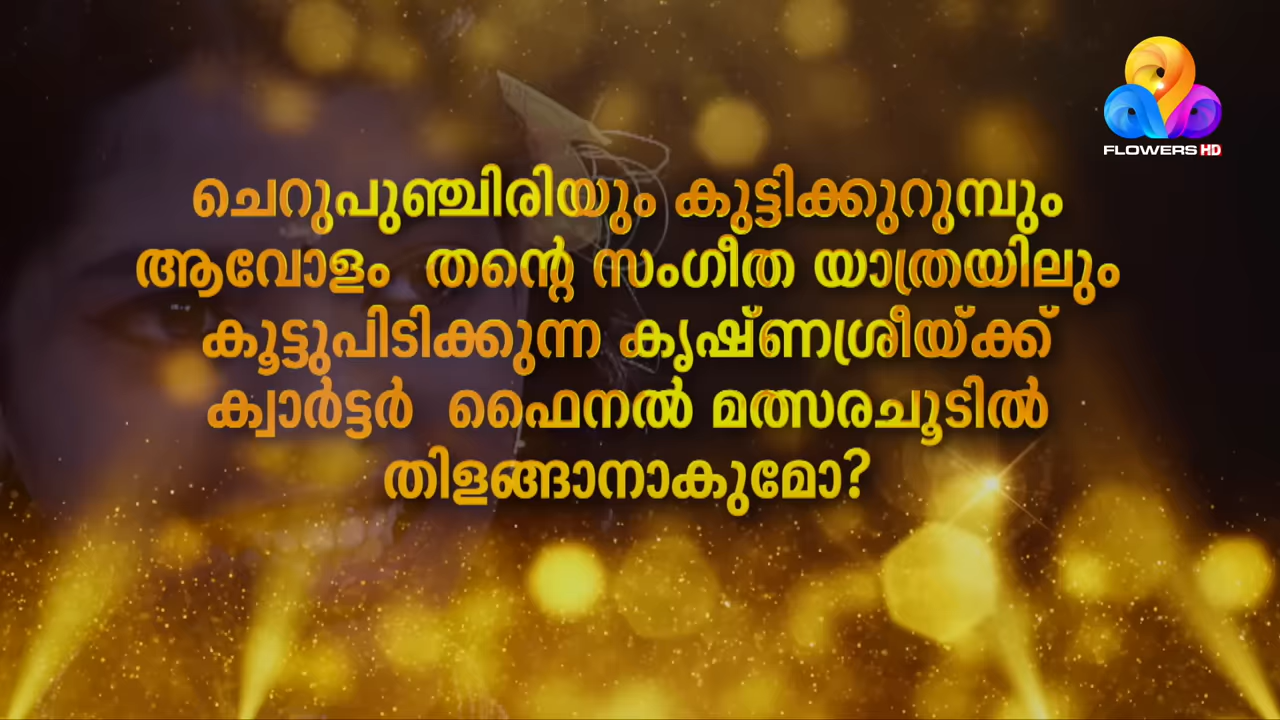 FLOWERS HD
ചെറുപുഞ്ചിരിയും കുട്ടിക്കുറുമ്പും
ആവോളം തന്റെ സംഗീത യാത്രയിലും
കൂട്ടുപിടിക്കുന്ന കൃഷ്ണശ്രീയ്ക്ക്
ക്വാർട്ടർ ഫൈനൽ മത്സരചൂടിൽ
തിളങ്ങാനാകുമോ?